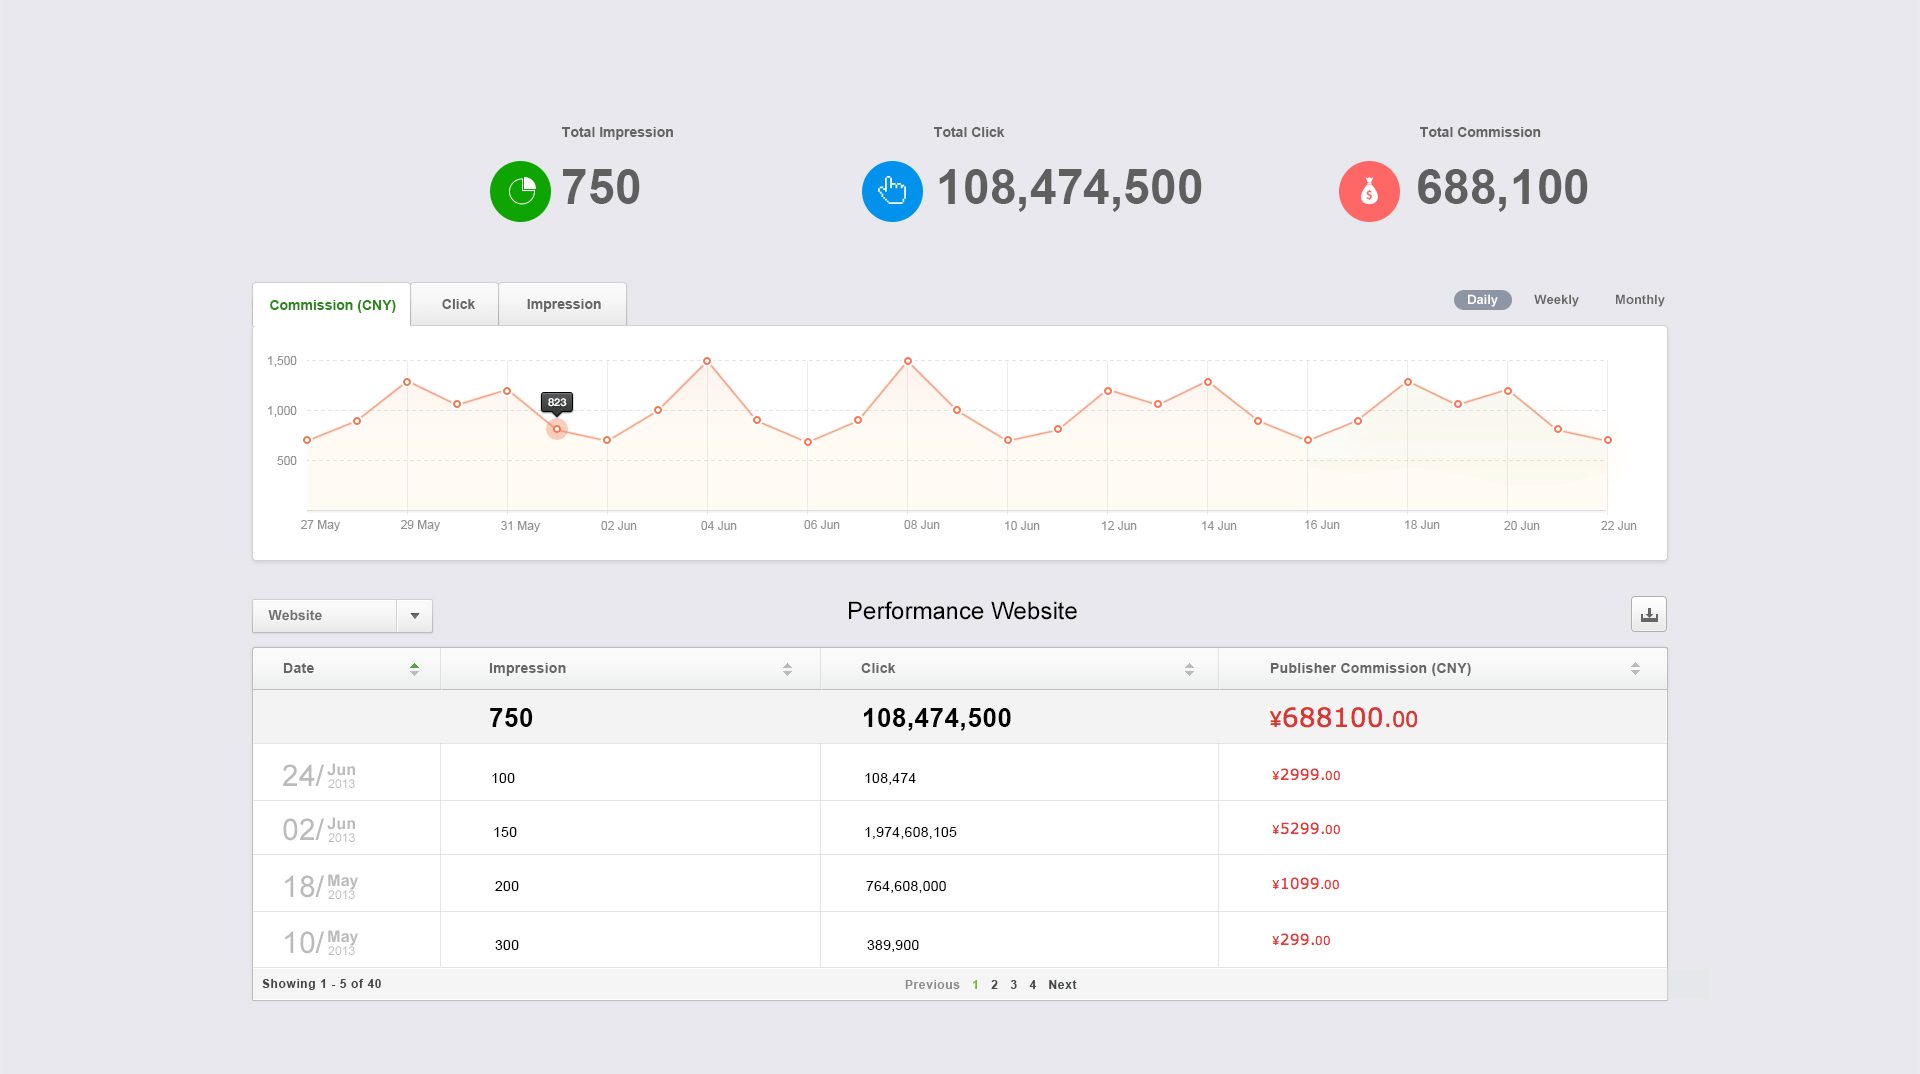 Total Impression
750
Total Click
108,474,500
Total Commission
$
688,100
Commission (CNY) Click Impression
Daily Weekly Monthly
1,500
1,000
500
823
27 May 29 May 31 May 02 Jun 04 Jun 06 Jun 08 Jun 10 Jun 12 Jun 14 Jun 16 Jun 18 Jun 20 Jun 22 Jun
Website
Performance Website
Date Impression Click Publisher Commission (CNY)
750 108,474,500 ¥688100.00
24/ Jun 2013 100 108,474 ¥2999.00
02/ Jun 2013 150 1,974,608,105 ¥5299.00
18/ May 2013 200 764,608,000 ¥1099.00
10/ May 2013 300 389,900 ¥299.00
Showing 1 - 5 of 40
Previous 1 2 3 4 Next